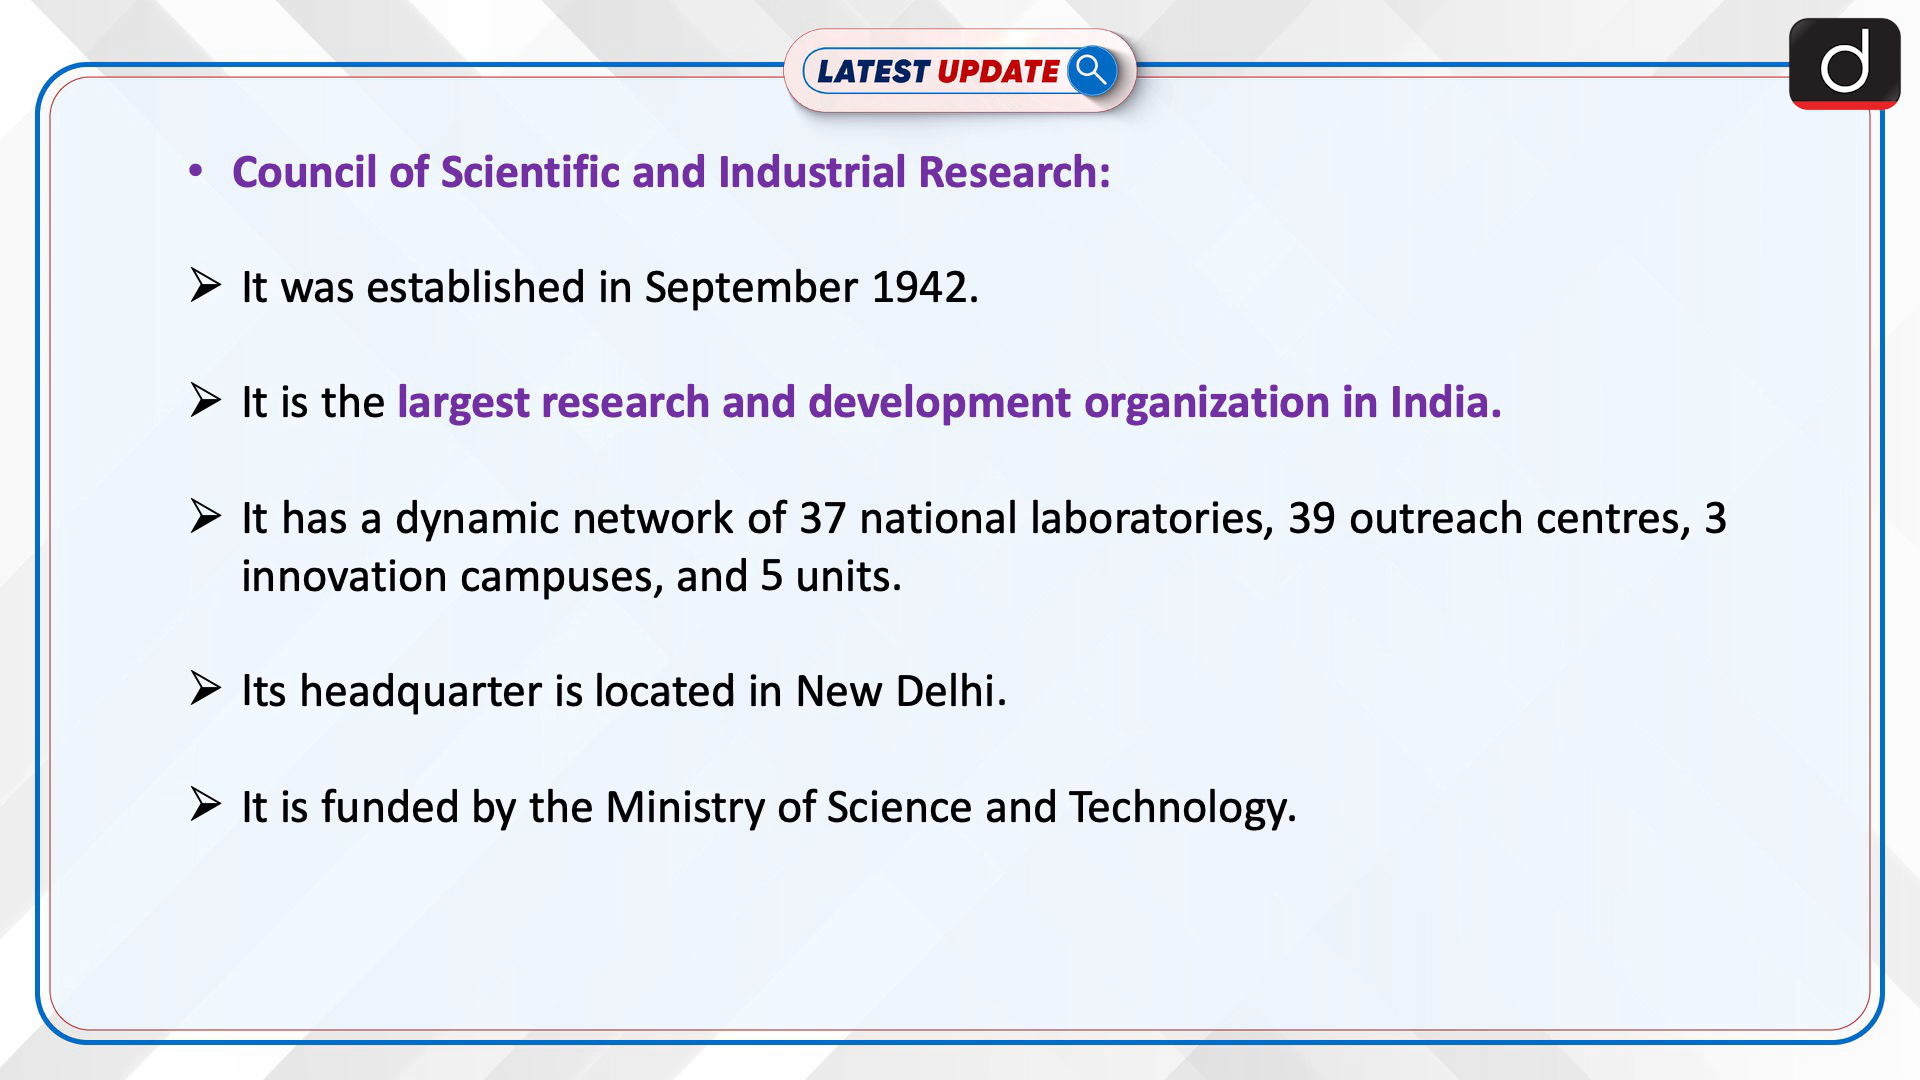 LATEST UPDATE
d
• Council of Scientific and Industrial Research:
➢ It was established in September 1942.
➢ It is the largest research and development organization in India.
➢ It has a dynamic network of 37 national laboratories, 39 outreach centres, 3
innovation campuses, and 5 units.
➢ Its headquarter is located in New Delhi.
➢ It is funded by the Ministry of Science and Technology.